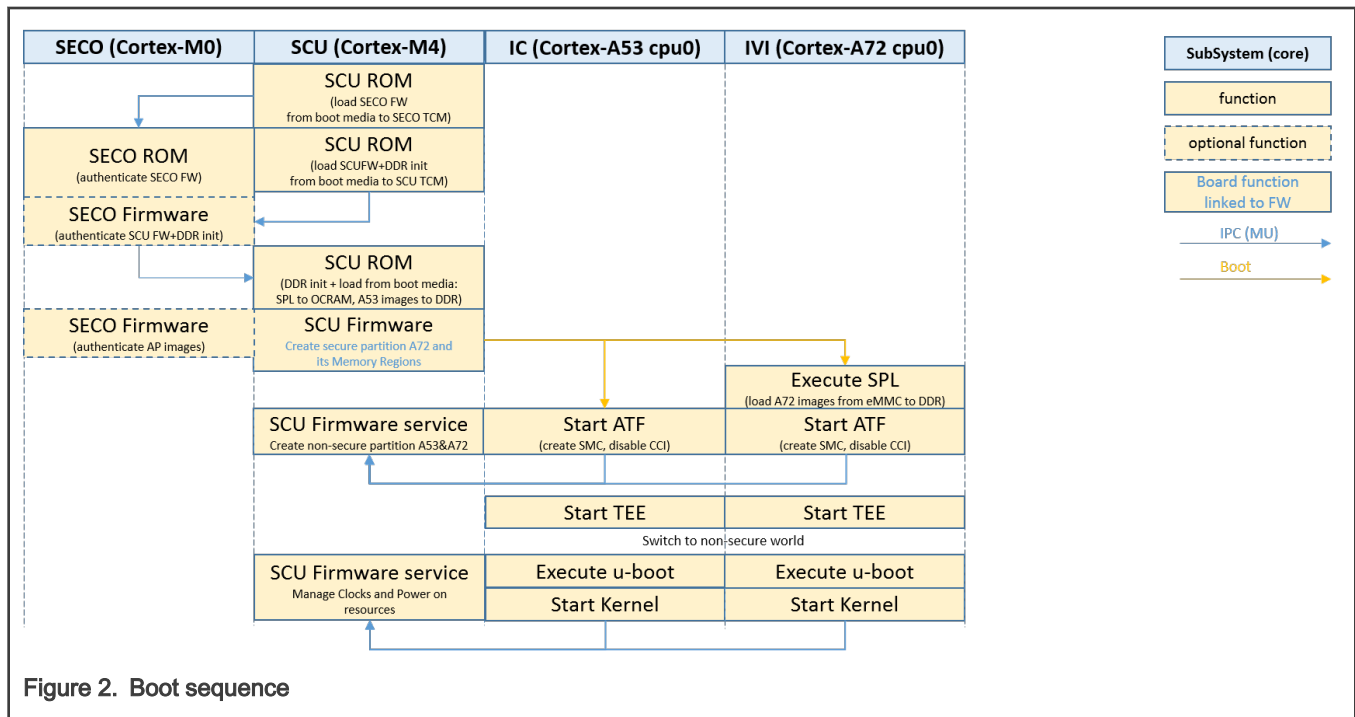 SECO (Cortex-M0)
SCU (Cortex-M4)
IC (Cortex-A53 cpu0)
IVI (Cortex-A72 cpu0)
SCU ROM
(load SECO FW
from boot media to SECO TCM)
SECO ROM
(authenticate SECO FW)
SCU ROM
(load SCUFW+DDR init
from boot media to SCU TCM)
SECO Firmware
(authenticate SCU FW+DDR init)
SCU ROM
(DDR init + load from boot media:
SPL to OCRAM, A53 images to DDR)
SECO Firmware
(authenticate AP images)
SCU Firmware
Create secure partition A72 and
its Memory Regions
Execute SPL
(load A72 images from eMMC to DDR)
SCU Firmware service
Create non-secure partition A53&A72
Start ATF
(create SMC, disable CCI)
Start ATF
(create SMC, disable CCI)
Start TEE
Start TEE
Switch to non-secure world
SCU Firmware service
Manage Clocks and Power on
resources
Execute u-boot
Execute u-boot
Start Kernel
Start Kernel
SubSystem (core)
function
optional function
Board function
linked to FW
IPC (MU)
Boot
Figure 2. Boot sequence